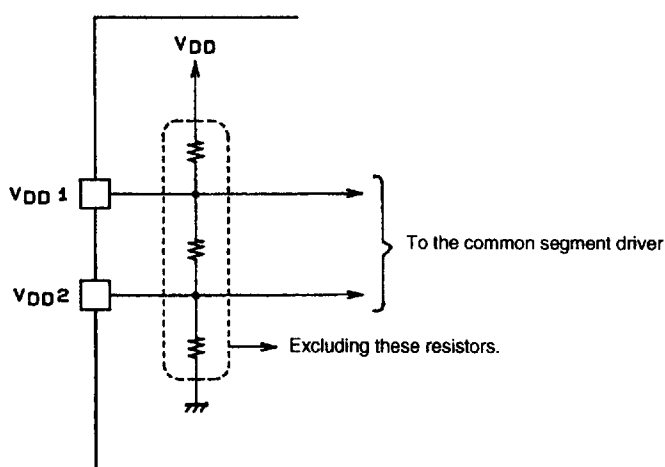 VDD
VDD 1
To the common segment driver
VDD2
Excluding these resistors.